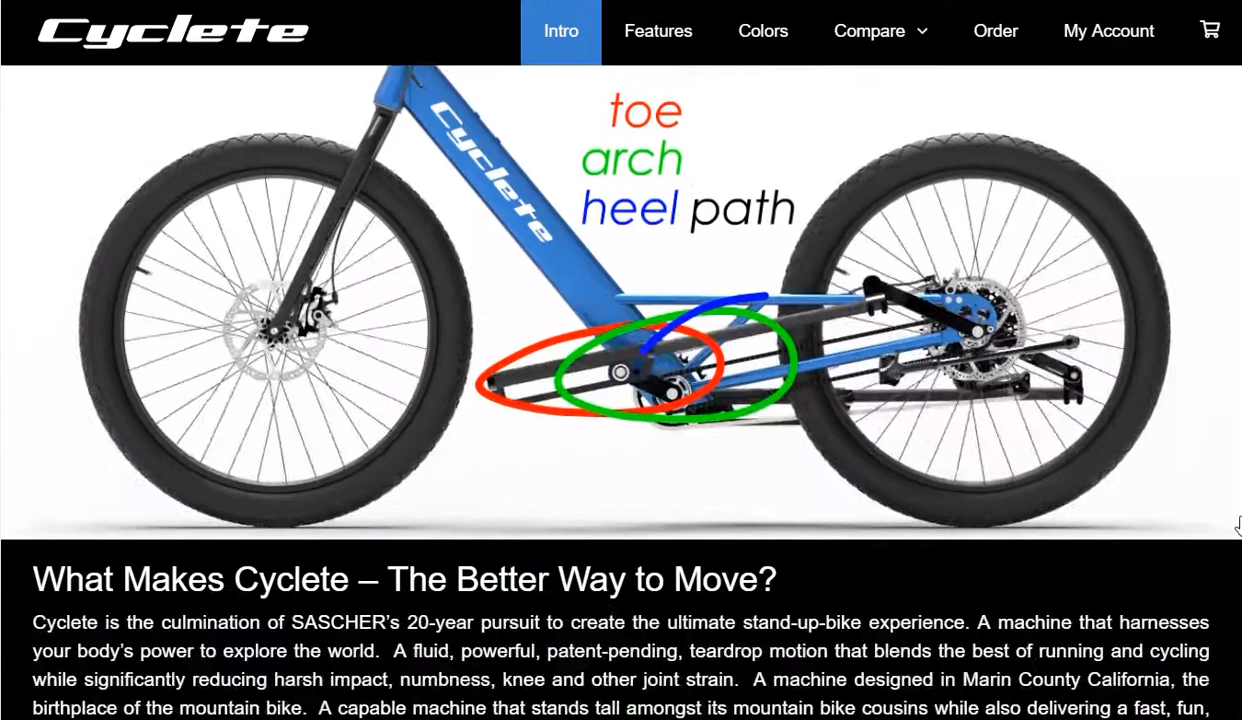 Cyclete
Intro Features Colors Compare Order My Account
Cyclete
toe
arch
heel path
What Makes Cyclete – The Better Way to Move?
Cyclete is the culmination of SASCHER’s 20-year pursuit to create the ultimate stand-up-bike experience. A machine that harnesses
your body’s power to explore the world. A fluid, powerful, patent-pending, teardrop motion that blends the best of running and cycling
while significantly reducing harsh impact, numbness, knee and other joint strain. A machine designed in Marin County California, the
birthplace of the mountain bike. A capable machine that stands tall amongst its mountain bike cousins while also delivering a fast, fun,